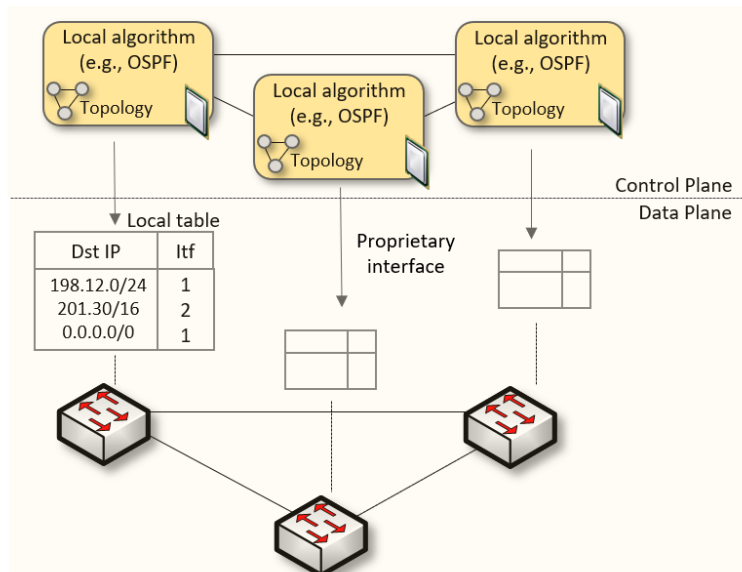 Local algorithm
(e.g., OSPF)
Topology
Local algorithm
(e.g., OSPF)
Topology
Local algorithm
(e.g., OSPF)
Topology
Control Plane
Data Plane
Local table
Dst IP Itf
198.12.0/24 1
201.30/16 2
0.0.0.0/0 1
Proprietary
interface